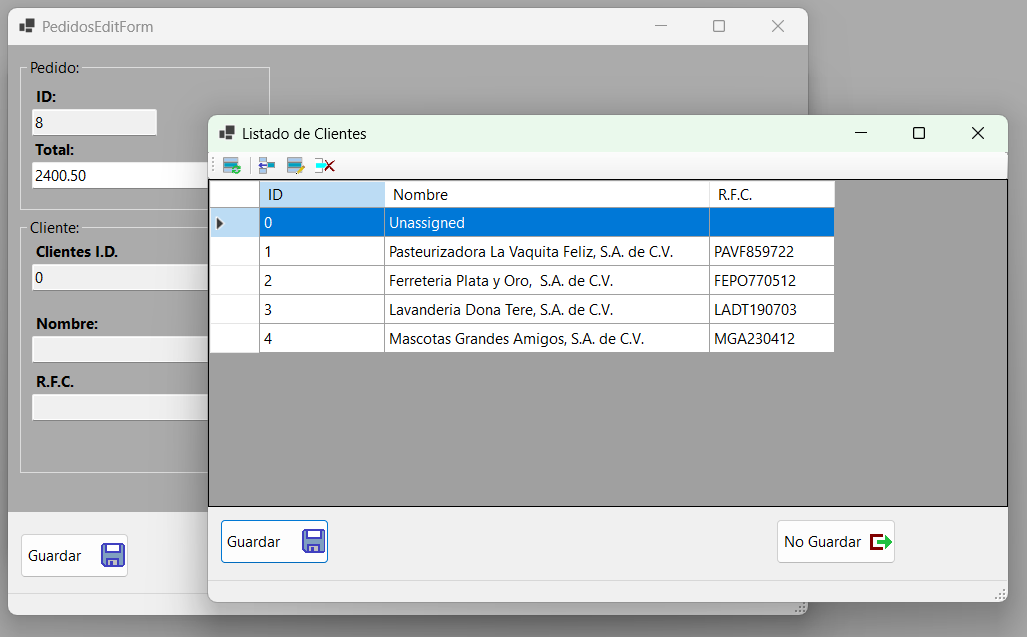 PedidosEditForm
Pedido:
ID:
8
Total:
2400.50
Cliente:
Clientes I.D.
0
Nombre:
R.F.C.
Guardar
Listado de Clientes
ID Nombre R.F.C.
0 Unassigned
1 Pasteurizadora La Vaquita Feliz, S.A. de C.V. PAVF859722
2 Ferreteria Plata y Oro, S.A. de C.V. FEPO770512
3 Lavanderia Dona Tere, S.A. de C.V. LADT190703
4 Mascotas Grandes Amigos, S.A. de C.V. MGA230412
Guardar No Guardar